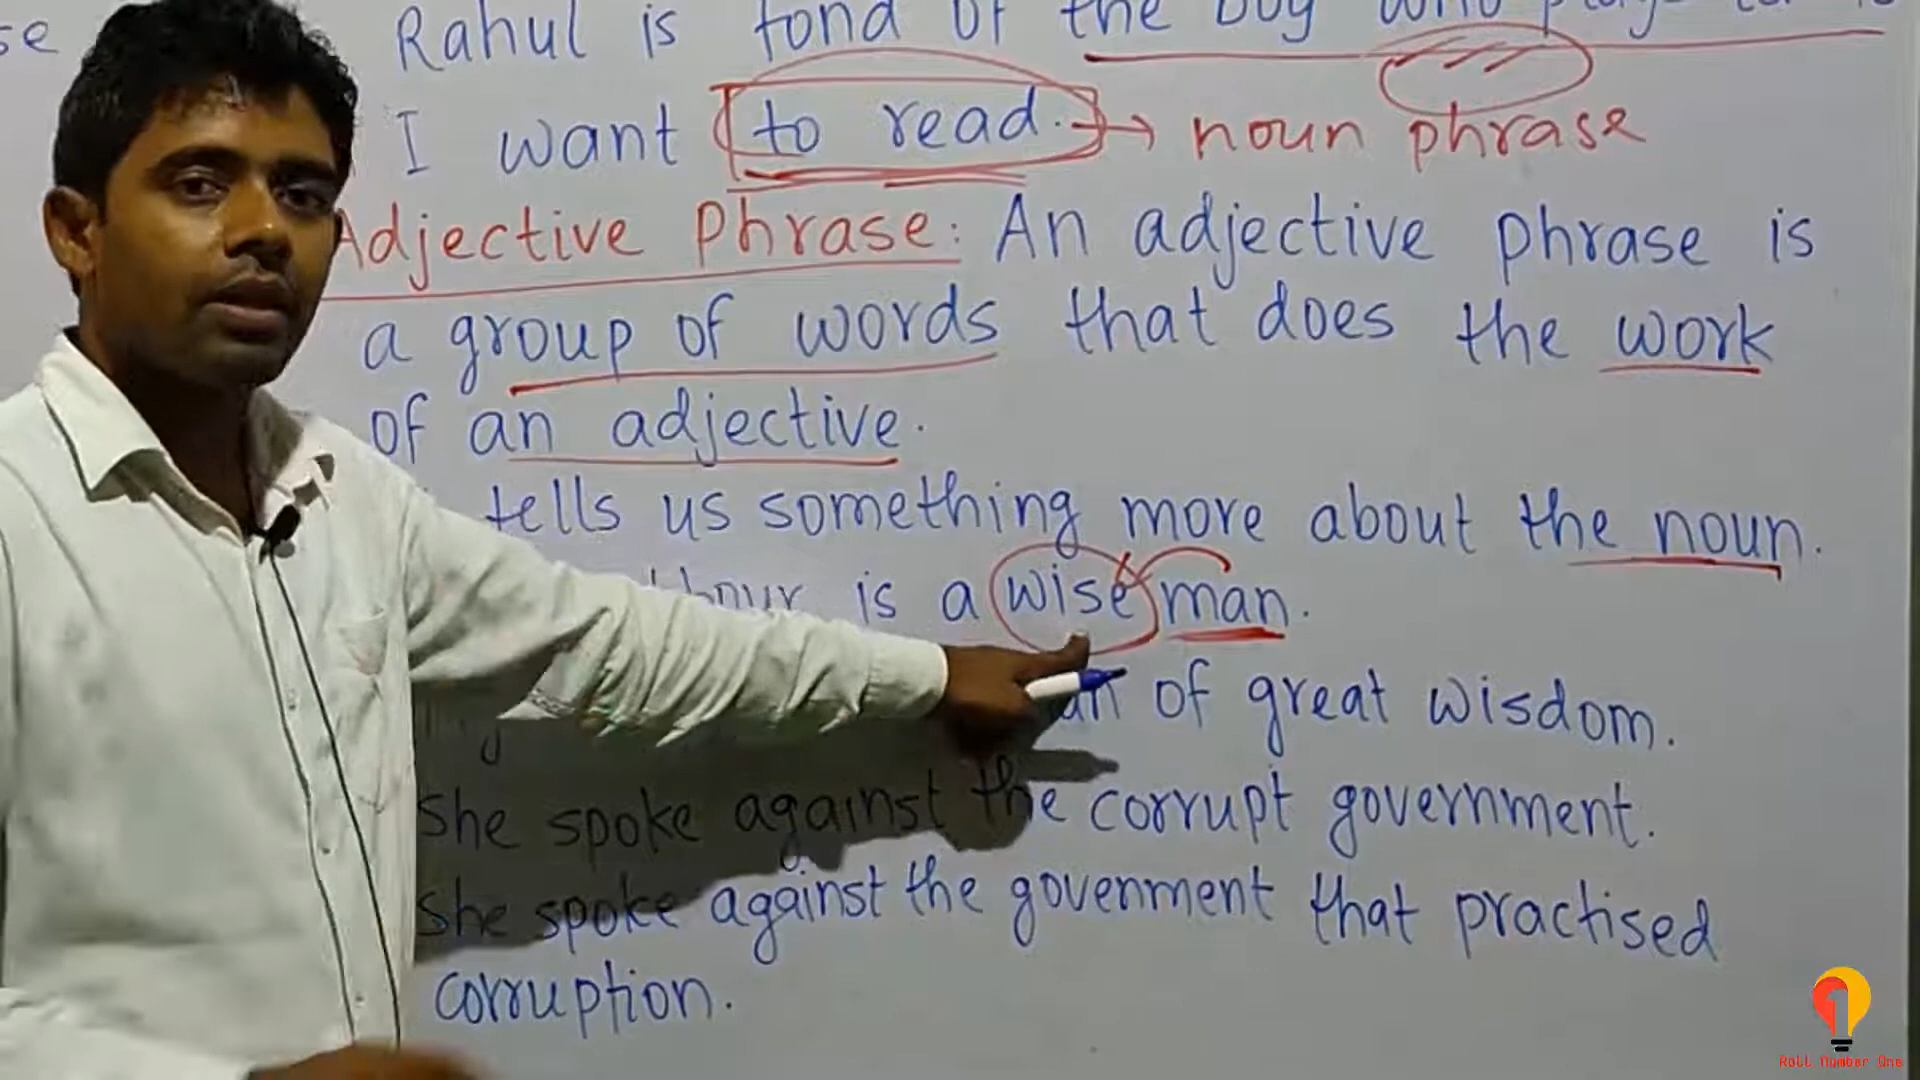 Rahul is fond of the boy who plays
I want to read. → noun phrase
Adjective Phrase: An adjective phrase is
a group of words that does the work
of an adjective.
tells us something more about the noun.
is a wise man.
of great wisdom.
She spoke against the corrupt government.
She spoke against the govenment that practised
corruption.
Roll Number One